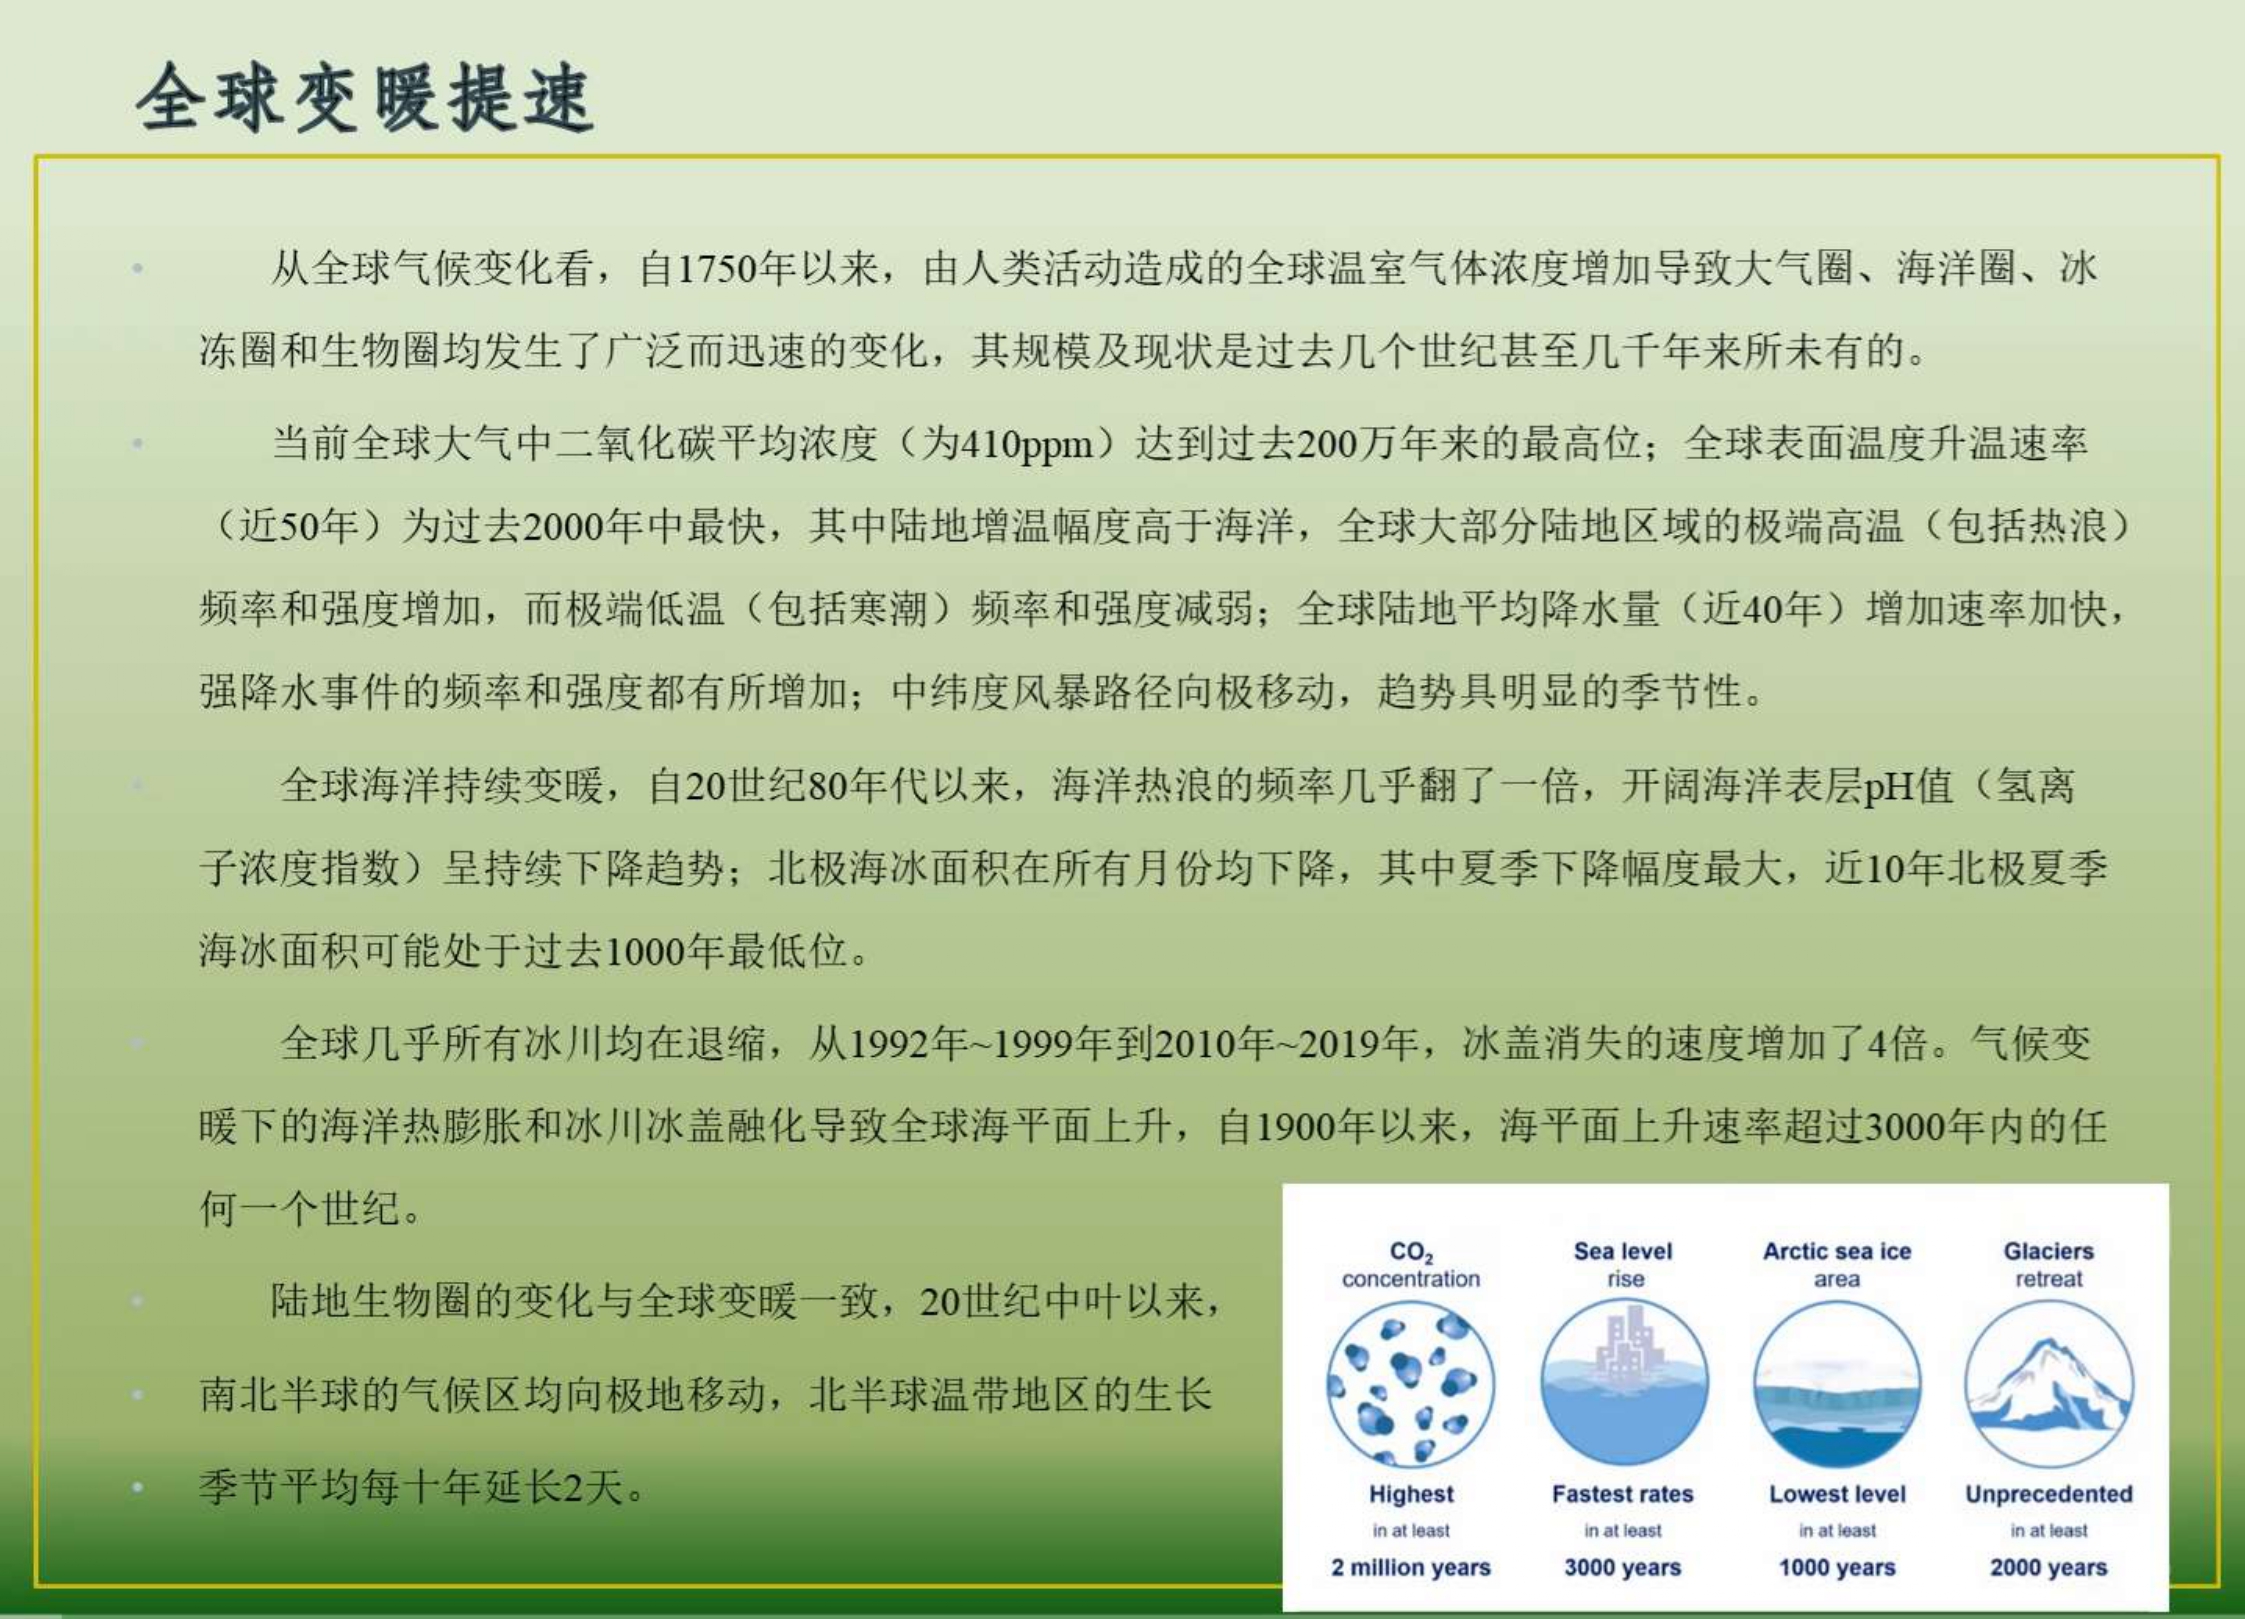 全球变暖提速
从全球气候变化看，自1750年以来，由人类活动造成的全球温室气体浓度增加导致大气圈、海洋圈、冰
冻圈和生物圈均发生了广泛而迅速的变化，其规模及现状是过去几个世纪甚至几千年来所未有的。
当前全球大气中二氧化碳平均浓度（为410ppm）达到过去200万年来的最高位；全球表面温度升温速率
（近50年）为过去2000年中最快，其中陆地增温幅度高于海洋，全球大部分陆地区域的极端高温（包括热浪）
频率和强度增加，而极端低温（包括寒潮）频率和强度减弱；全球陆地平均降水量（近40年）增加速率加快，
强降水事件的频率和强度都有所增加；中纬度风暴路径向极移动，趋势具明显的季节性。
全球海洋持续变暖，自20世纪80年代以来，海洋热浪的频率几乎翻了一倍，开阔海洋表层pH值（氢离
子浓度指数）呈持续下降趋势；北极海冰面积在所有月份均下降，其中夏季下降幅度最大，近10年北极夏季
海冰面积可能处于过去1000年最低位。
全球几乎所有冰川均在退缩，从1992年~1999年到2010年~2019年，冰盖消失的速度增加了4倍。气候变
暖下的海洋热膨胀和冰川冰盖融化导致全球海平面上升，自1900年以来，海平面上升速率超过3000年内的任
何一个世纪。
陆地生物圈的变化与全球变暖一致，20世纪中叶以来，
南北半球的气候区均向极地移动，北半球温带地区的生长
季节平均每十年延长2天。
CO₂
concentration
Highest
in at least
2 million years
Sea level
rise
Fastest rates
in at least
3000 years
Arctic sea ice
area
Lowest level
in at least
1000 years
Glaciers
retreat
Unprecedented
in at least
2000 years